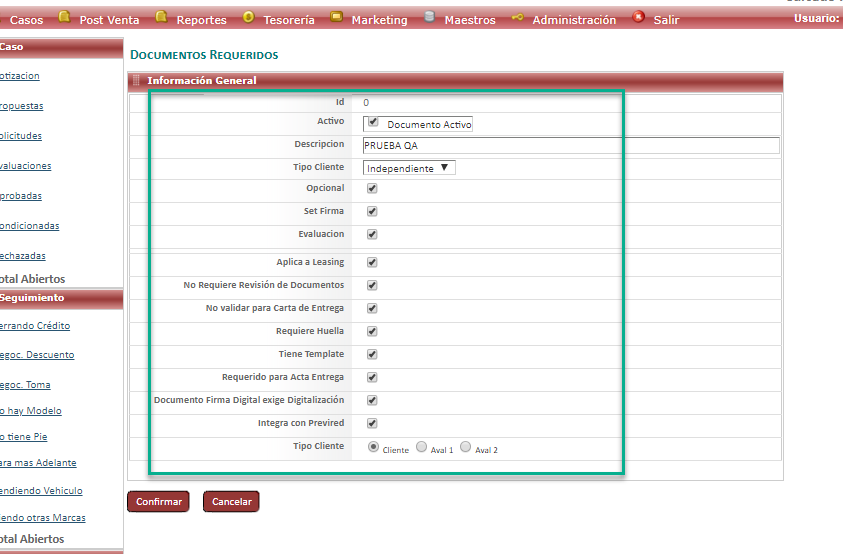 Casos Post Venta Reportes Tesorería Marketing Maestros Administración Salir Usuario:
Caso
otizacion
ropuestas
olicitudes
valuaciones
probadas
ondicionadas
echazadas
otal Abiertos
Seguimiento
errando Crédito
egoc. Descuento
egoc. Toma
o hay Modelo
o tiene Pie
ara mas Adelante
endiendo Vehiculo
iendo otras Marcas
otal Abiertos
DOCUMENTOS REQUERIDOS
Información General
Id 0
Activo Documento Activo
Descripcion PRUEBA QA
Tipo Cliente Independiente
Opcional
Set Firma
Evaluacion
Aplica a Leasing
No Requiere Revisión de Documentos
No validar para Carta de Entrega
Requiere Huella
Tiene Template
Requerido para Acta Entrega
Documento Firma Digital exige Digitalización
Integra con Previred
Tipo Cliente Cliente Aval 1 Aval 2
Confirmar Cancelar